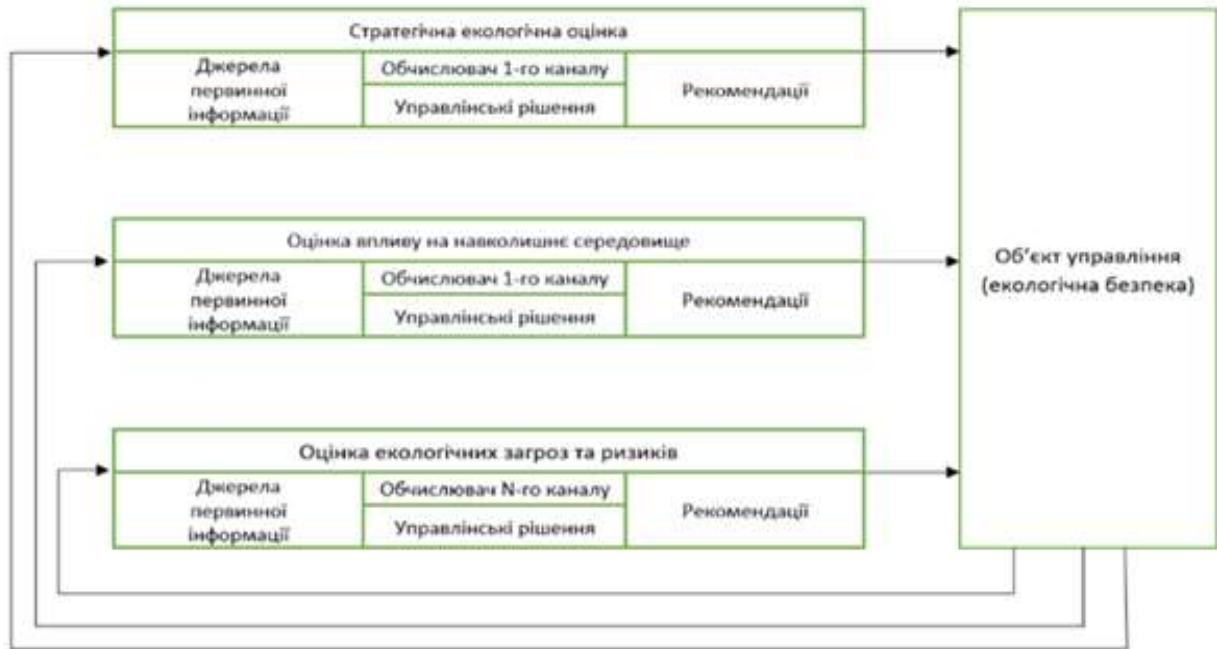 Стратегічна екологічна оцінка
Джерела
первинної
інформації
Обчислювач 1-го каналу
Управлінські рішення
Рекомендації
Оцінка впливу на навколишнє середовище
Джерела
первинної
інформації
Обчислювач 1-го каналу
Управлінські рішення
Рекомендації
Оцінка екологічних загроз та ризиків
Джерела
первинної
інформації
Обчислювач N-го каналу
Управлінські рішення
Рекомендації
Об'єкт управління
(екологічна безпека)